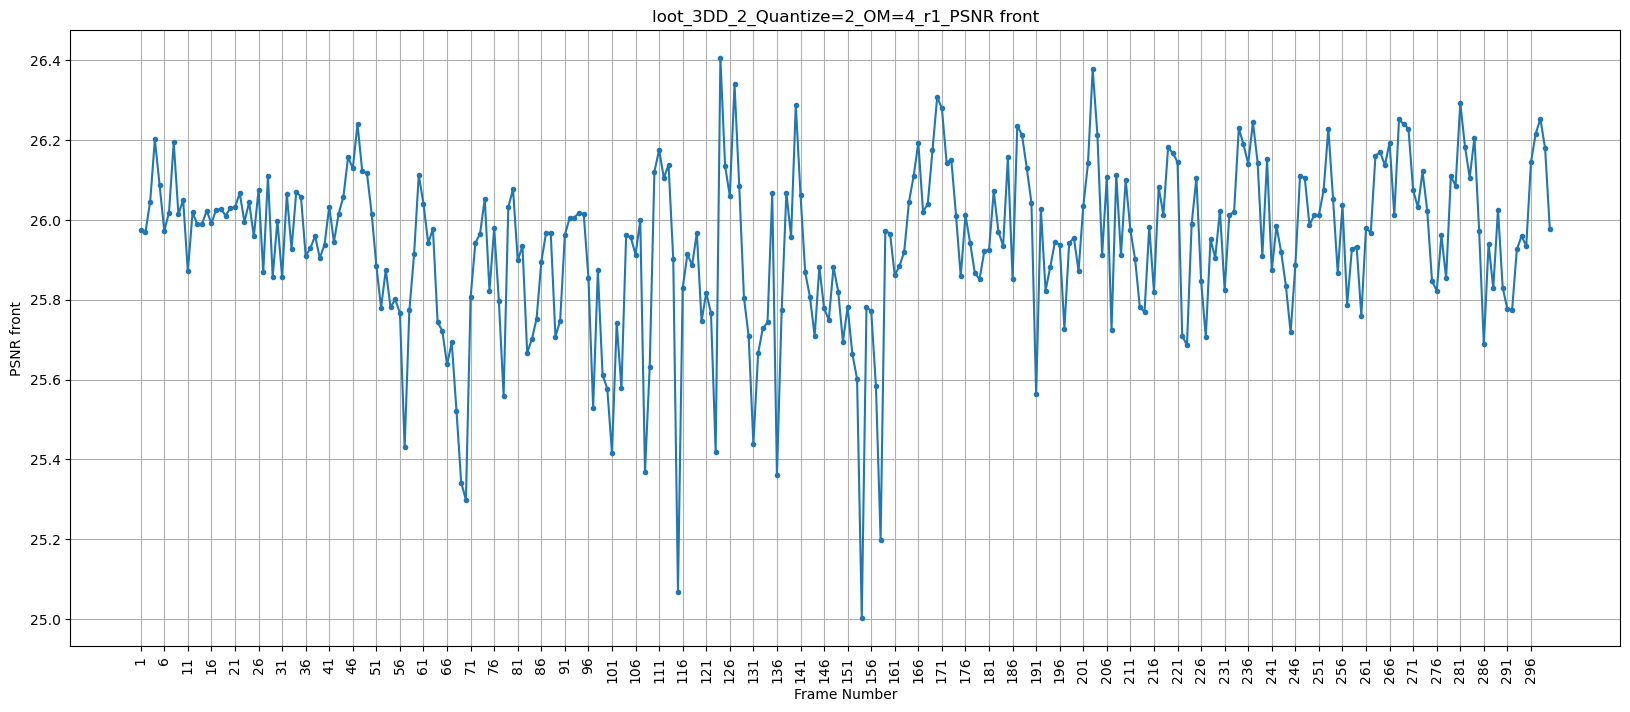 loot_3DD_2_Quantize=2_OM=4_r1_PSNR front
PSNR front
26.4
26.2
26.0
25.8
25.6
25.4
25.2
25.0
1 6 11 16 21 26 31 36 41 46 51 56 61 66 71 76 81 86 91 96 101 106 111 116 121 126 131 136 141 146 151 156 161 166 171 176 181 186 191 196 201 206 211 216 221 226 231 236 241 246 251 256 261 266 271 276 281 286 291 296
Frame Number